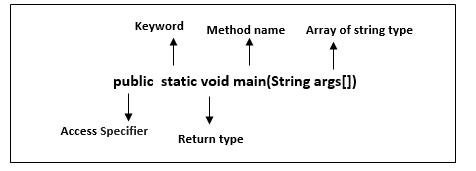 Keyword
Method name
Array of string type
public static void main(String args[])
Access Specifier
Return type